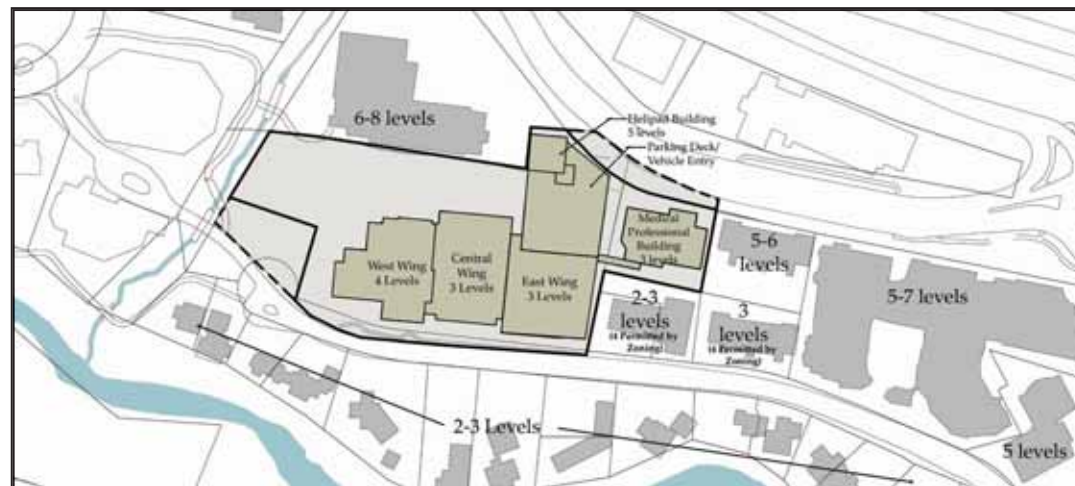 6-8 levels
Helipad Building
5 levels
Parking Deck/
Vehicle Entry
Medical
Professional
Building
3 levels
West Wing
4 Levels
Central
Wing
3 Levels
East Wing
3 Levels
5-6
levels
5-7 levels
2-3
levels
(4 Permitted by
Zoning)
3
levels
(4 Permitted by
Zoning)
2-3 Levels
5 levels